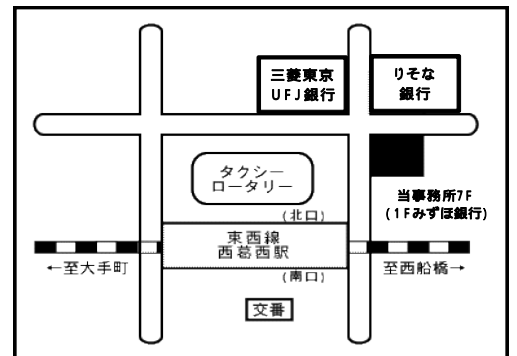 三菱東京
UFJ銀行
りそな
銀行
タクシー
ロータリー
当事務所7F
(1Fみずほ銀行)
(北口)
東西線
西葛西駅
←至大手町
(南口)
至西船橋→
交番